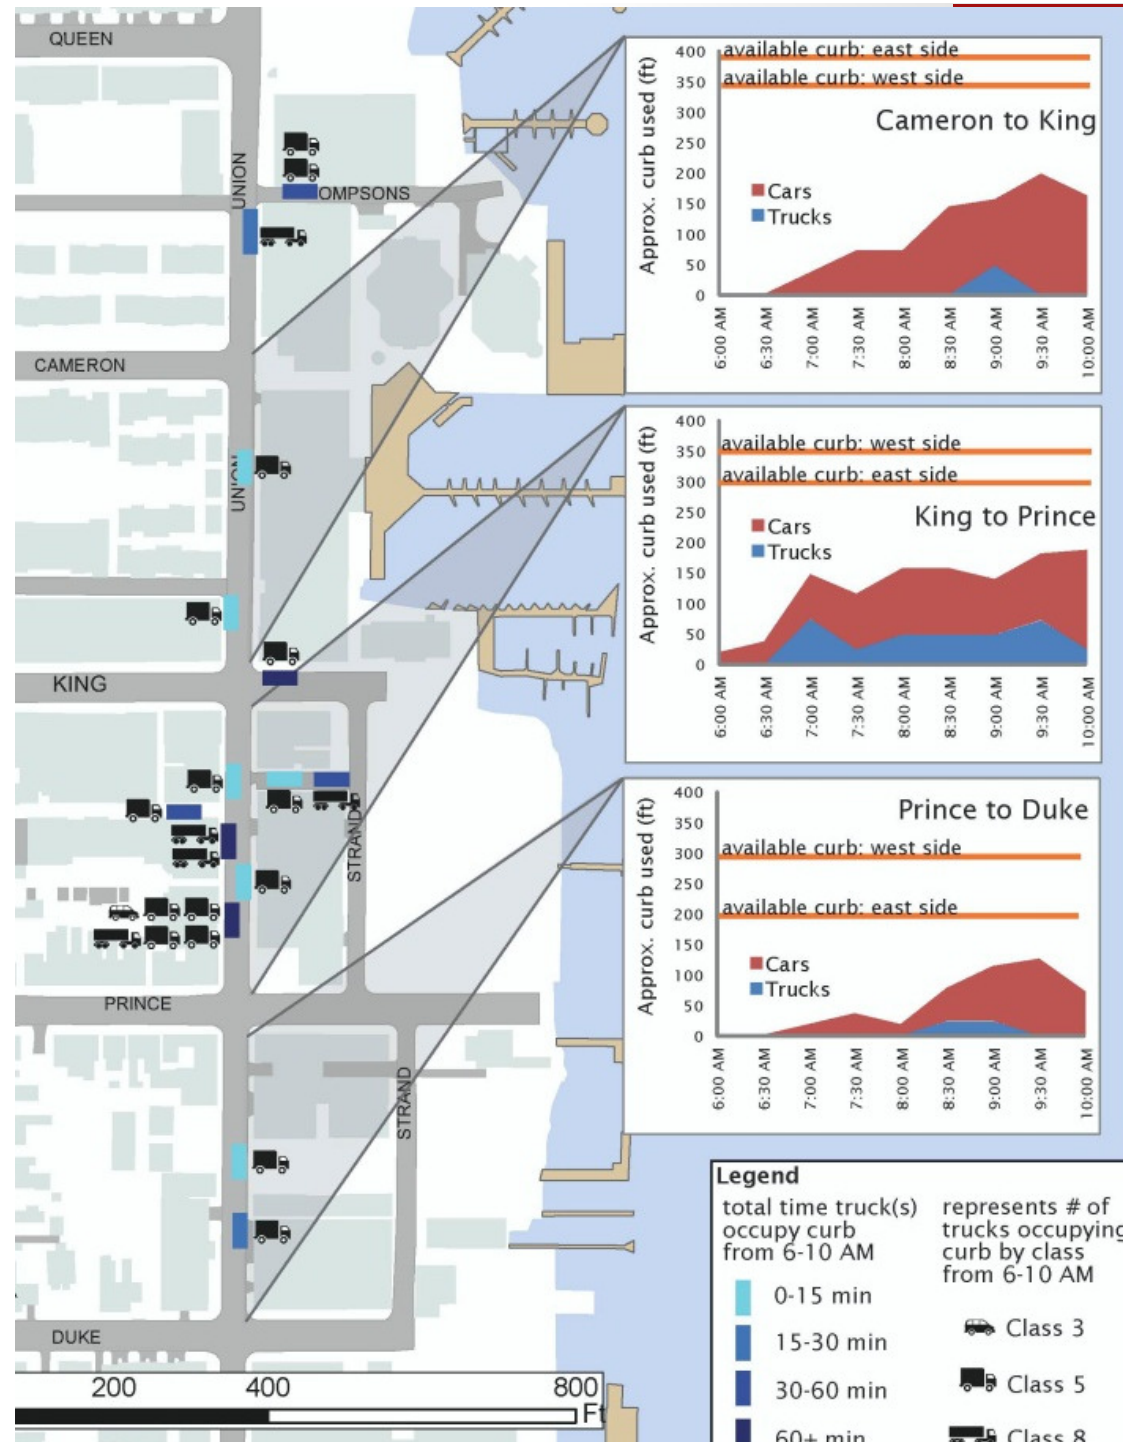 QUEEN
UNION
OMPSONS
CAMERON
UNION
KING
STRAND
PRINCE
STRAND
DUKE
200 400 800
Ft
Approx. curb used (ft)
400
350
300
250
200
150
100
50
0
available curb: east side
available curb: west side
Cameron to King
Cars
Trucks
6:00 AM
6:30 AM
7:00 AM
7:30 AM
8:00 AM
8:30 AM
9:00 AM
9:30 AM
10:00 AM
Approx. curb used (ft)
400
350
300
250
200
150
100
50
0
available curb: west side
available curb: east side
King to Prince
Cars
Trucks
6:00 AM
6:30 AM
7:00 AM
7:30 AM
8:00 AM
8:30 AM
9:00 AM
9:30 AM
10:00 AM
Approx. curb used (ft)
400
350
300
250
200
150
100
50
0
Prince to Duke
available curb: west side
available curb: east side
Cars
Trucks
6:00 AM
6:30 AM
7:00 AM
7:30 AM
8:00 AM
8:30 AM
9:00 AM
9:30 AM
10:00 AM
Legend
total time truck(s)
occupy curb
from 6-10 AM
0-15 min
15-30 min
30-60 min
60+ min
represents # of
trucks occupying
curb by class
from 6-10 AM
Class 3
Class 5
Class 8